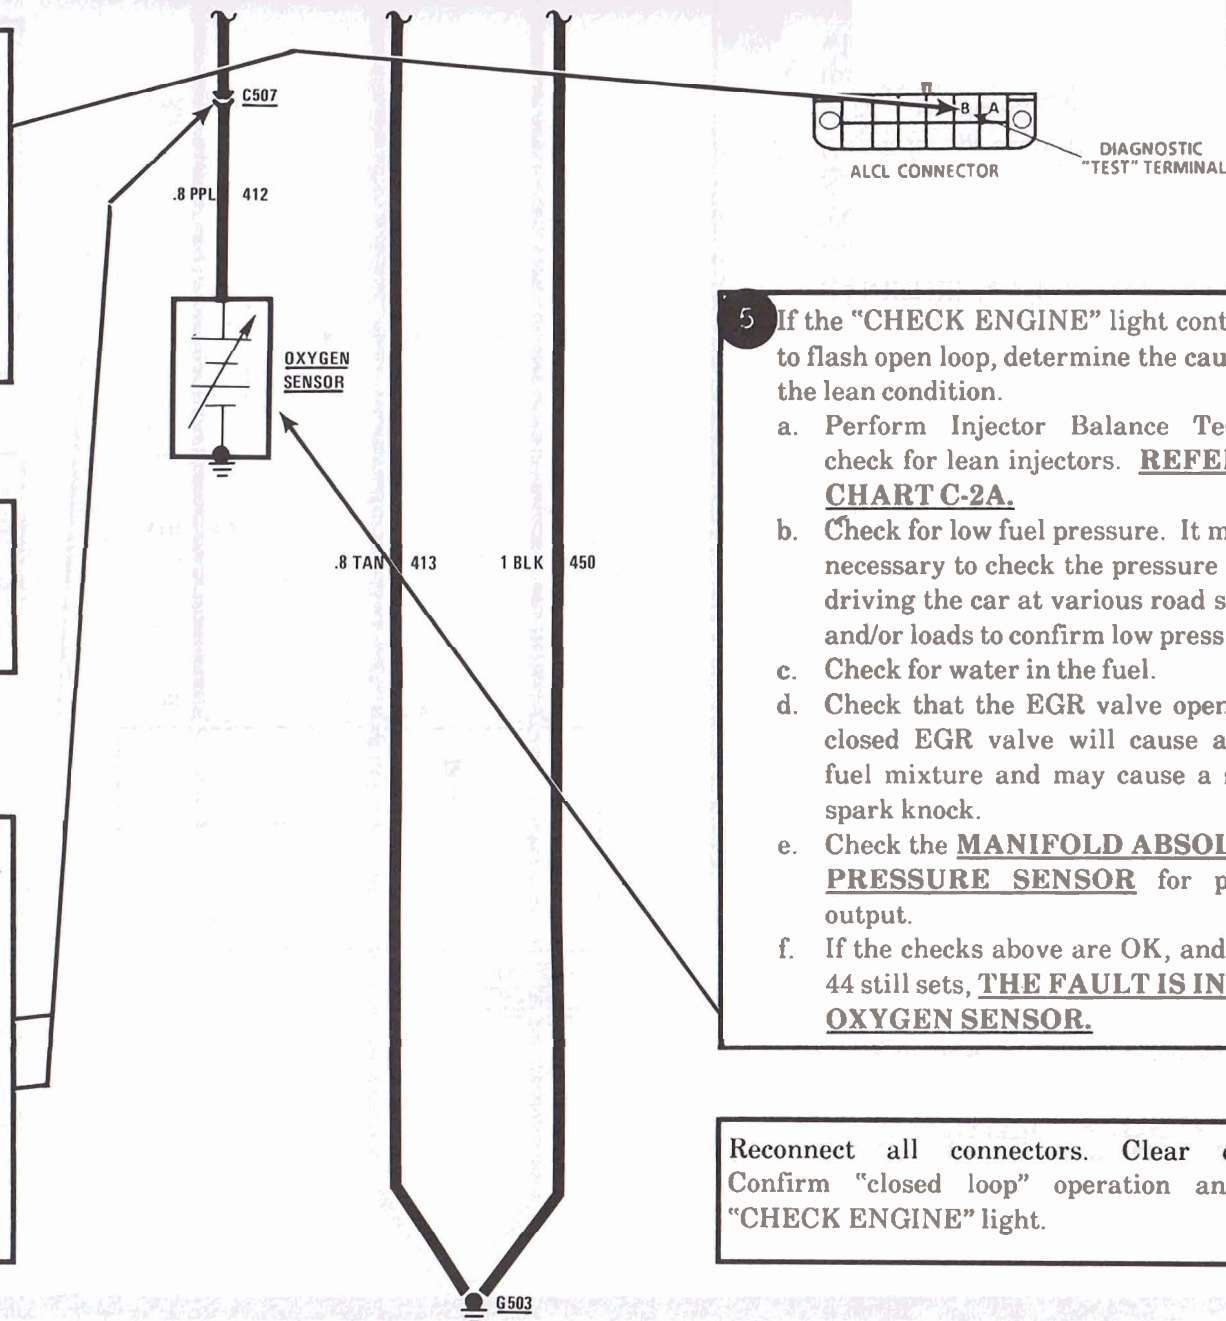 C507
B A
DIAGNOSTIC
"TEST" TERMINAL
ALCL CONNECTOR
.8 PPL 412
OXYGEN
SENSOR
.8 TAN 413 1 BLK 450
G503
5 If the "CHECK ENGINE" light cont
to flash open loop, determine the cau
the lean condition.
a. Perform Injector Balance Te
check for lean injectors. REFE
CHART C-2A.
b. Check for low fuel pressure. It m
necessary to check the pressure
driving the car at various road s
and/or loads to confirm low press
c. Check for water in the fuel.
d. Check that the EGR valve open
closed EGR valve will cause a
fuel mixture and may cause a
spark knock.
e. Check the MANIFOLD ABSOL
PRESSURE SENSOR for p
output.
f. If the checks above are OK, and
44 still sets, THE FAULT IS IN
OXYGEN SENSOR.
Reconnect all connectors. Clear
Confirm "closed loop" operation an
"CHECK ENGINE" light.